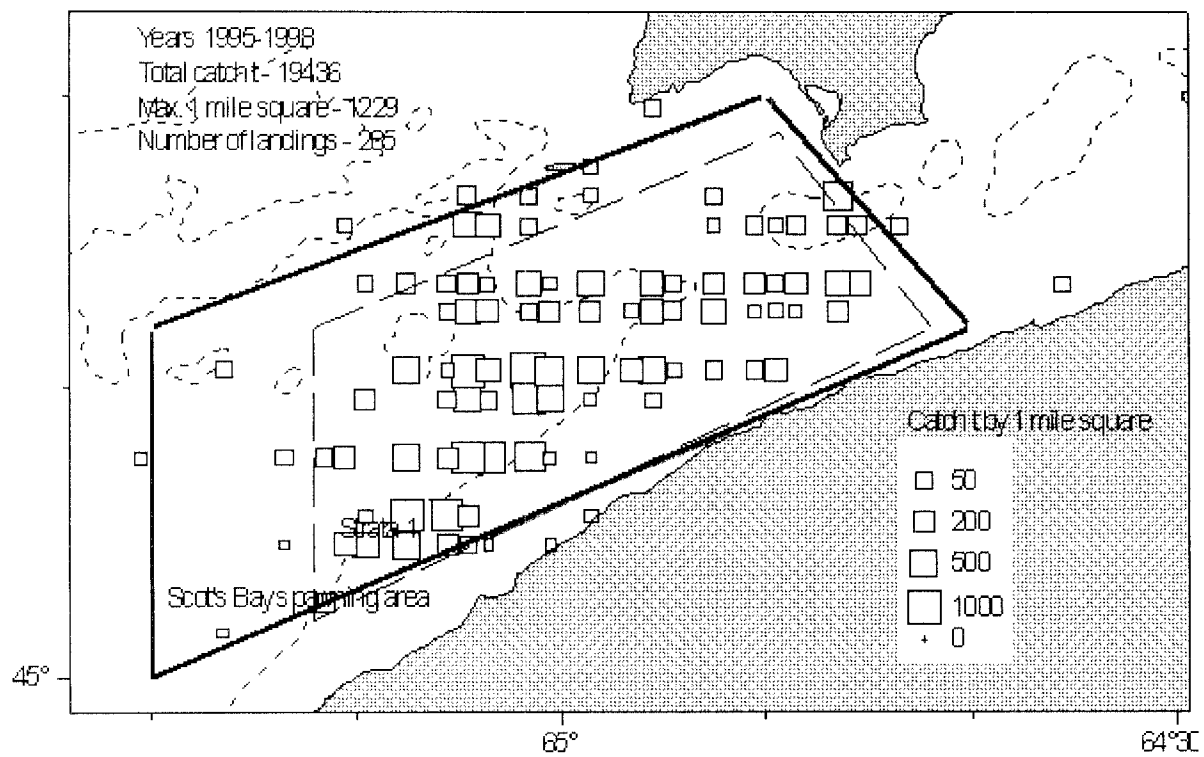 Years 1995-1998
Total catch t - 19436
Max. 1 mile square - 1229
Number of landings - 285
Catch t by 1 mile square
50
200
500
1000
0
Strata 1
Scot's Bay spawning area
45°
65°
64°30